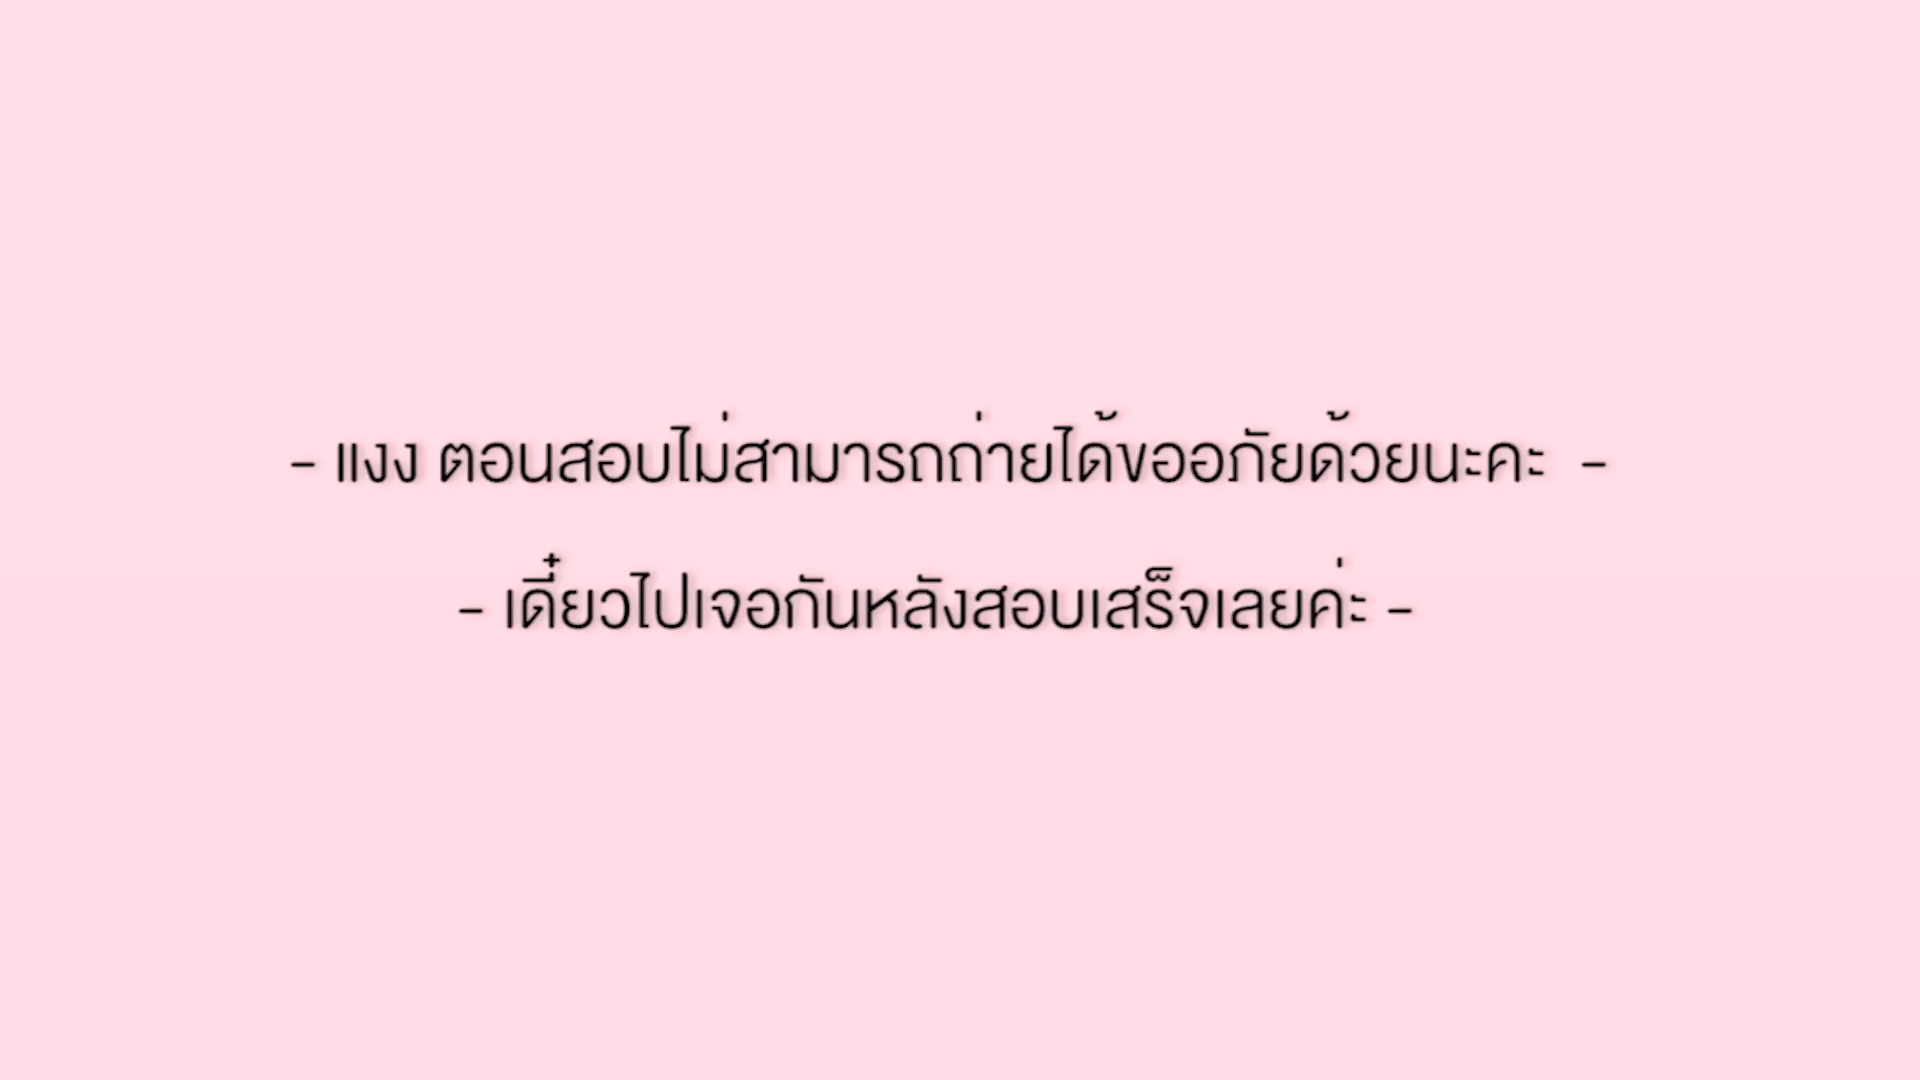 - แงง ตอนสอบไม่สามารถถ่ายได้ขออภัยด้วยนะคะ -
- เดี๋ยวไปเจอกันหลังสอบเสร็จเลยค่ะ -